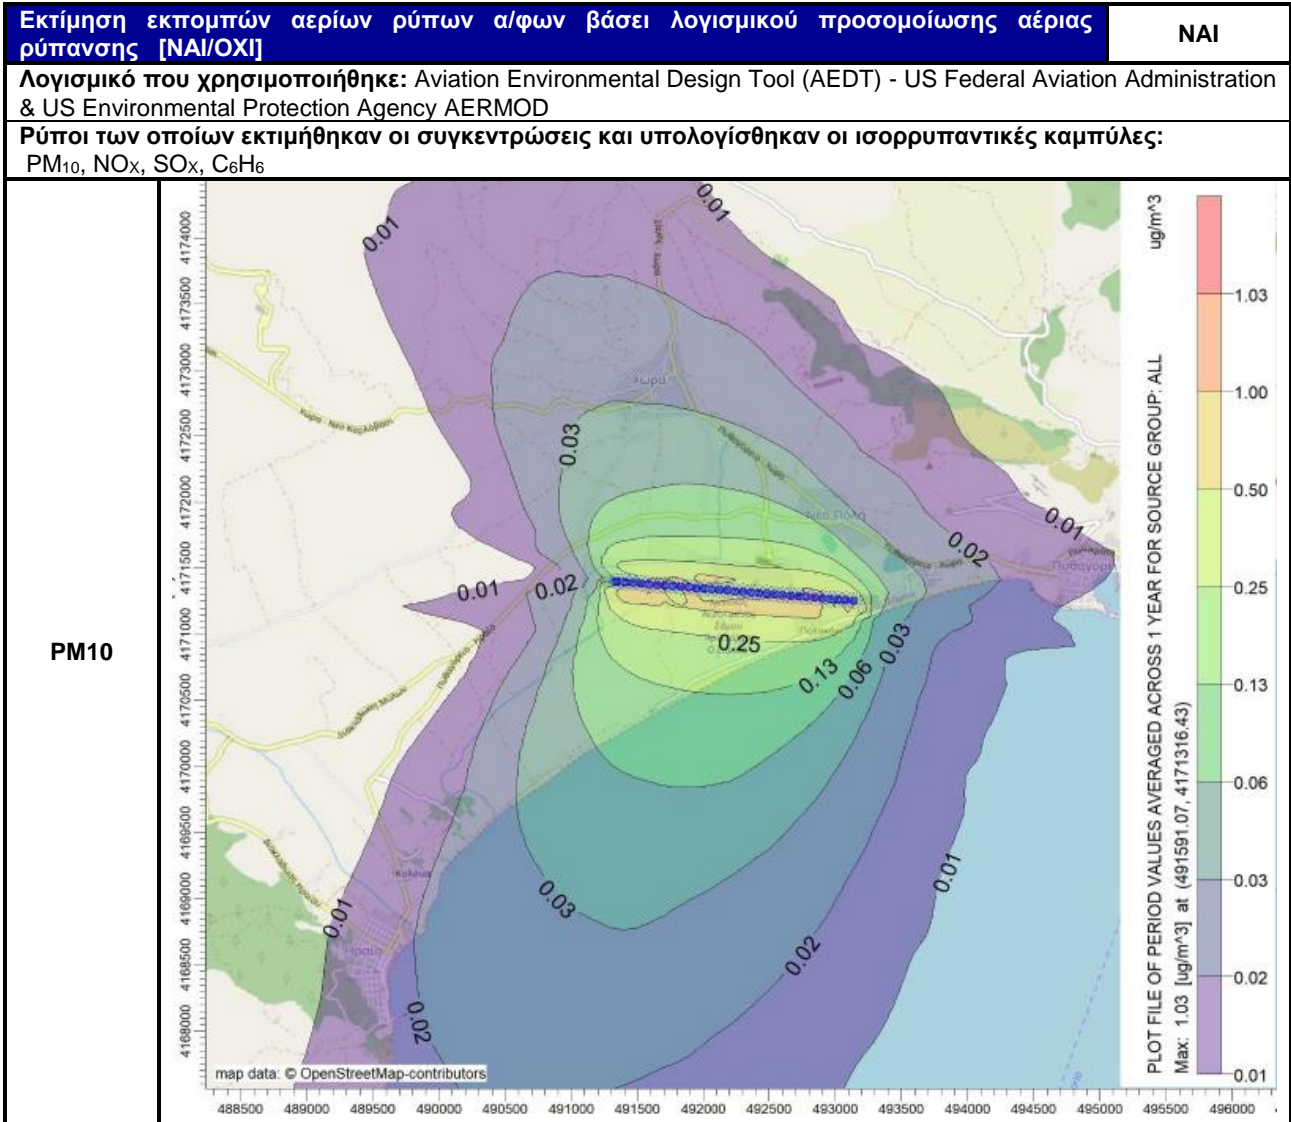 Εκτίμηση εκπομπών αερίων ρύπων α/φων βάσει λογισμικού προσομοίωσης αέριας
ρύπανσης [ΝΑΙ/ΟΧΙ]
ΝΑΙ
Λογισμικό που χρησιμοποιήθηκε: Aviation Environmental Design Tool (AEDT) - US Federal Aviation Administration
& US Environmental Protection Agency AERMOD
Ρύποι των οποίων εκτιμήθηκαν οι συγκεντρώσεις και υπολογίσθηκαν οι ισορρυπαντικές καμπύλες:
PM10, NOX, SOX, C6H6
PM10
4174000
4173500
4173000
4172500
4172000
4171500
4171000
4170500
4170000
4169500
4169000
4168500
4168000
0.01
0.01
Χώρα
0.03
Νέα Πόλη
0.01
0.02
Πυθαγόρει
0.01
0.02
0.25
0.03
0.13
0.06
0.03
0.01
0.01
Ηραίο
0.02
0.02
map data: © OpenStreetMap-contributors
488500 489000 489500 490000 490500 491000 491500 492000 492500 493000 493500 494000 494500 495000 495500 496000
PLOT FILE OF PERIOD VALUES AVERAGED ACROSS 1 YEAR FOR SOURCE GROUP: ALL
ug/m^3
Max: 1.03 [ug/m^3] at (491591.07, 4171316.43)
1.03
1.00
0.50
0.25
0.13
0.06
0.03
0.02
0.01